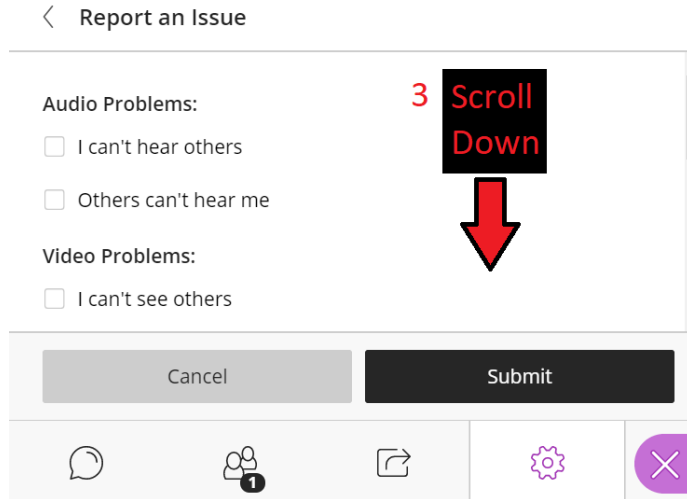 Report an Issue
3 Scroll
Down
Audio Problems:
I can't hear others
Others can't hear me
Video Problems:
I can't see others
Cancel
Submit
1